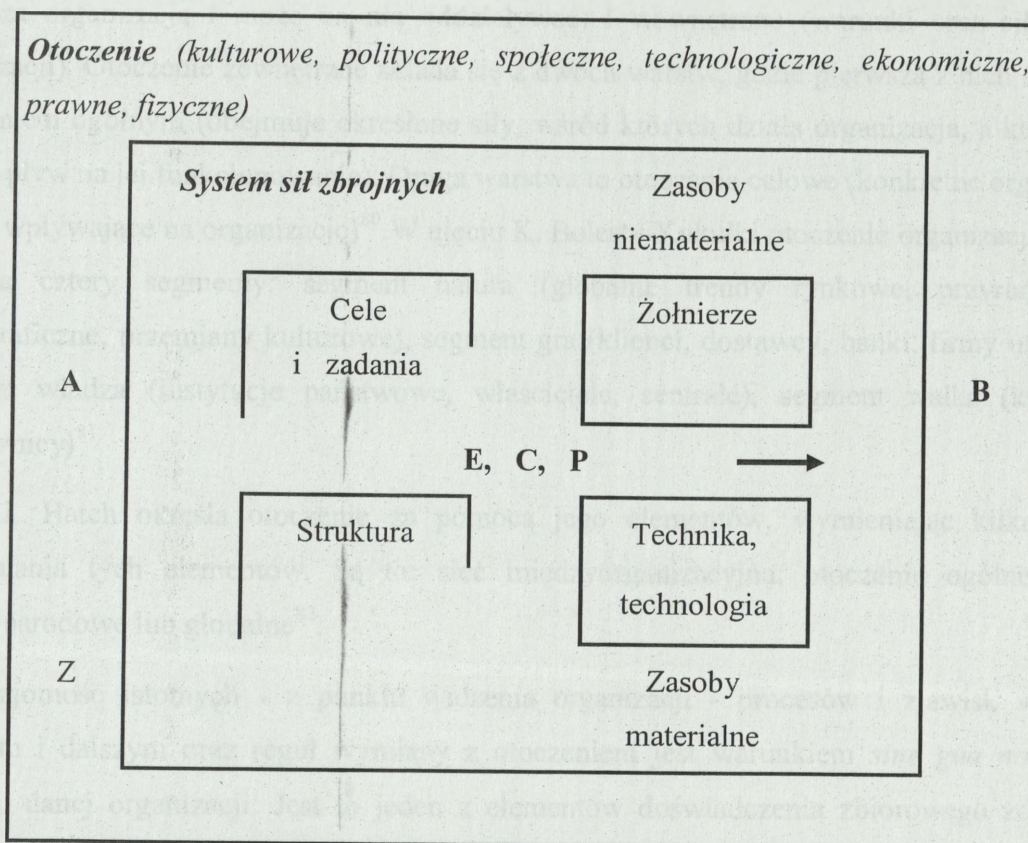 Otoczenie (kulturowe, polityczne, społeczne, technologiczne, ekonomiczne,
prawne, fizyczne)
System sił zbrojnych
Zasoby
niematerialne
Cele
i zadania
Żołnierze
A
B
E, C, P
Struktura
Technika,
technologia
Z
Zasoby
materialne